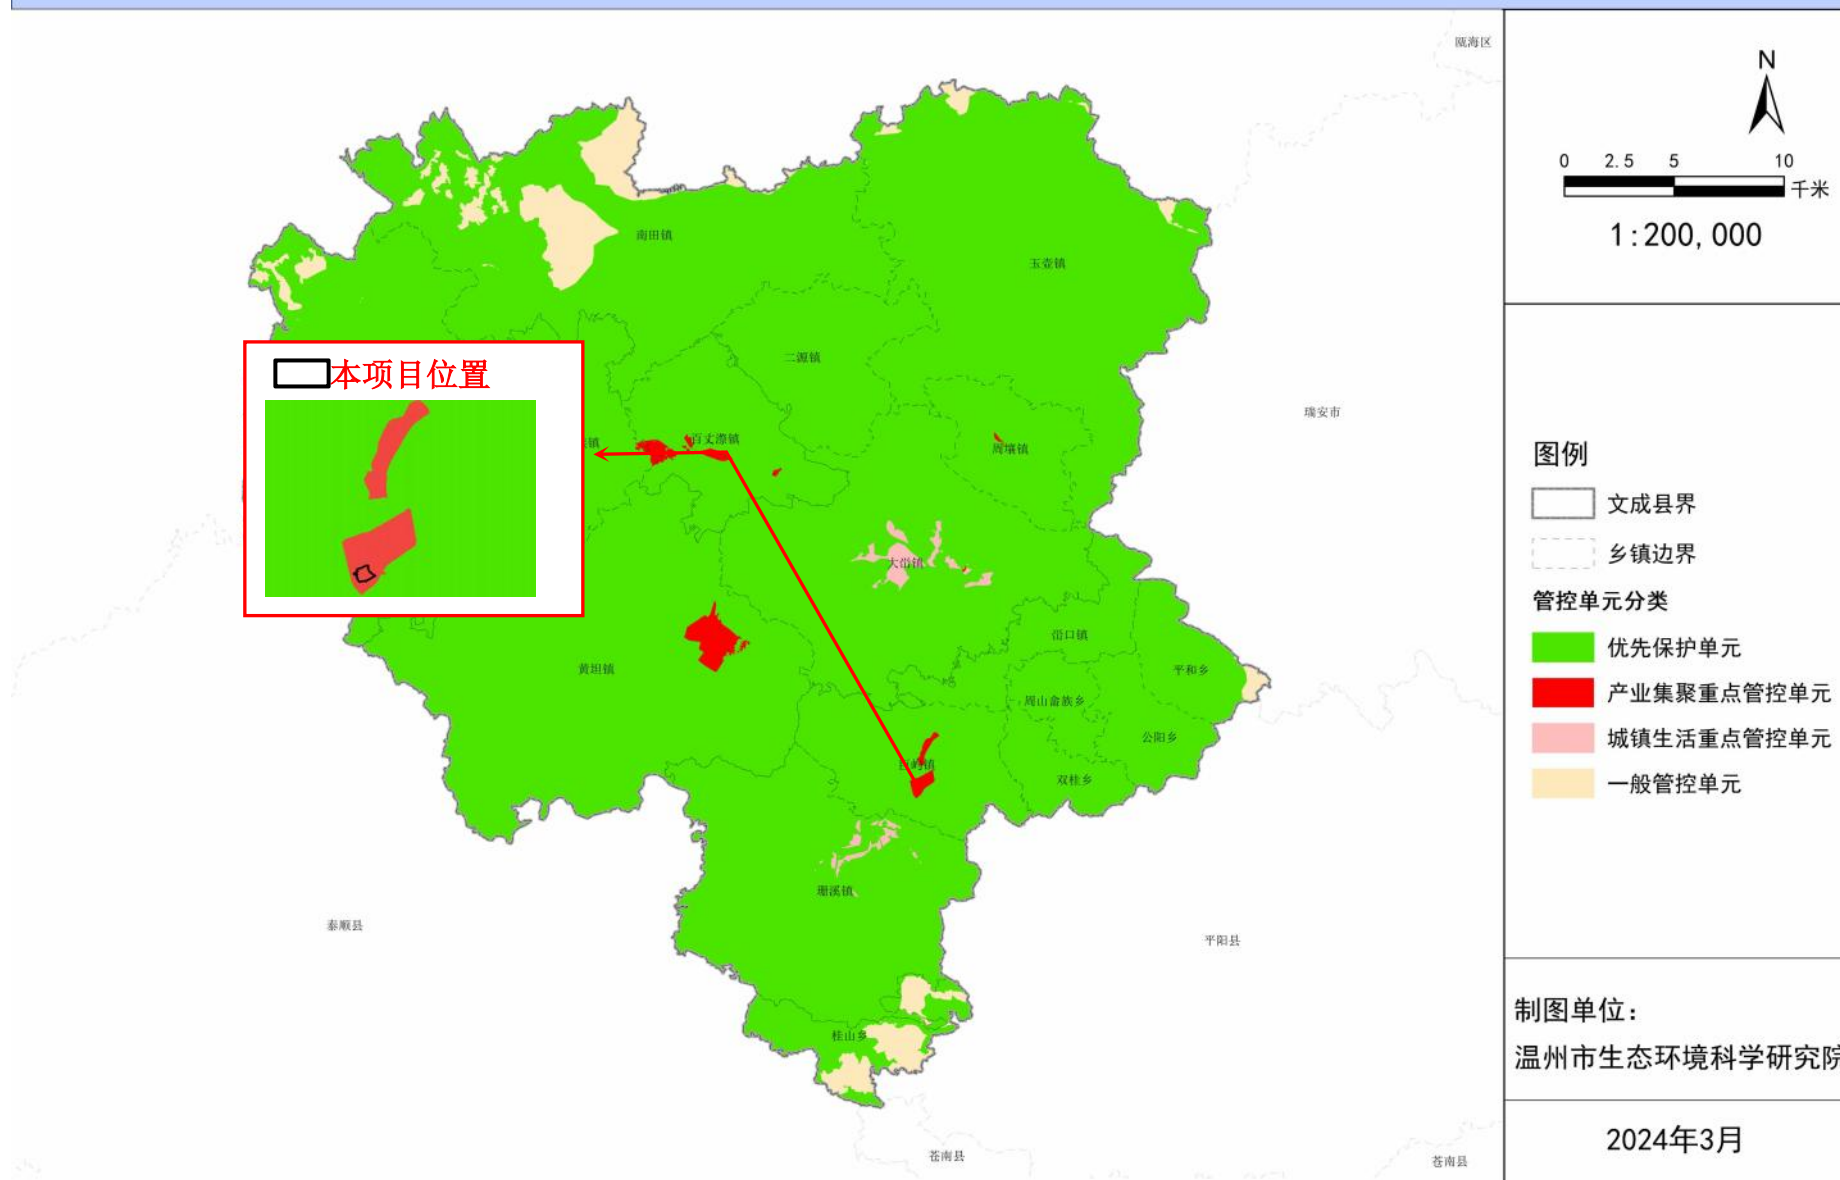 瓯海区
南田镇
玉壶镇
二源镇
本项目位置
镇
百丈漈镇
周壤镇
瑞安市
大峃镇
峃口镇
平和乡
黄坦镇
周山畲族乡
公阳乡
巨屿镇
双桂乡
珊溪镇
泰顺县
平阳县
桂山乡
苍南县
苍南县
N
0 2.5 5 10
千米
1:200,000
图例
文成县界
乡镇边界
管控单元分类
优先保护单元
产业集聚重点管控单元
城镇生活重点管控单元
一般管控单元
制图单位：
温州市生态环境科学研究院
2024年3月